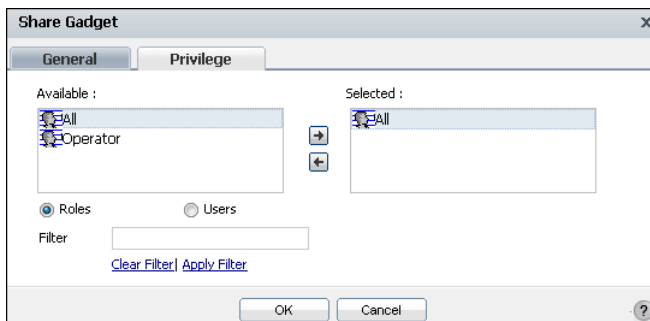 Share Gadget x
General Privilege
Available : Selected :
All All
Operator
Roles Users
Filter
Clear Filter| Apply Filter
OK Cancel ?